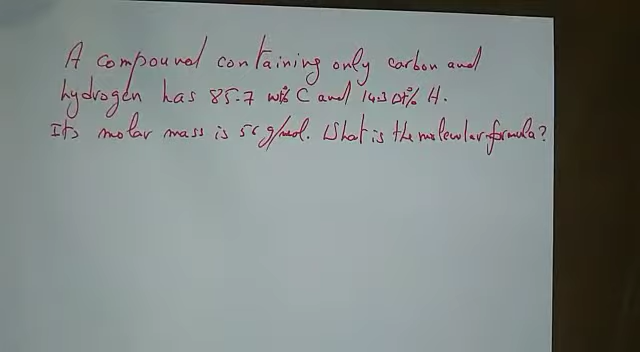 A compound containing only carbon and
hydrogen has 85.7 wt% C and 14.3 wt% H.
Its molar mass is 56 g/mol. What is the molecular formula?